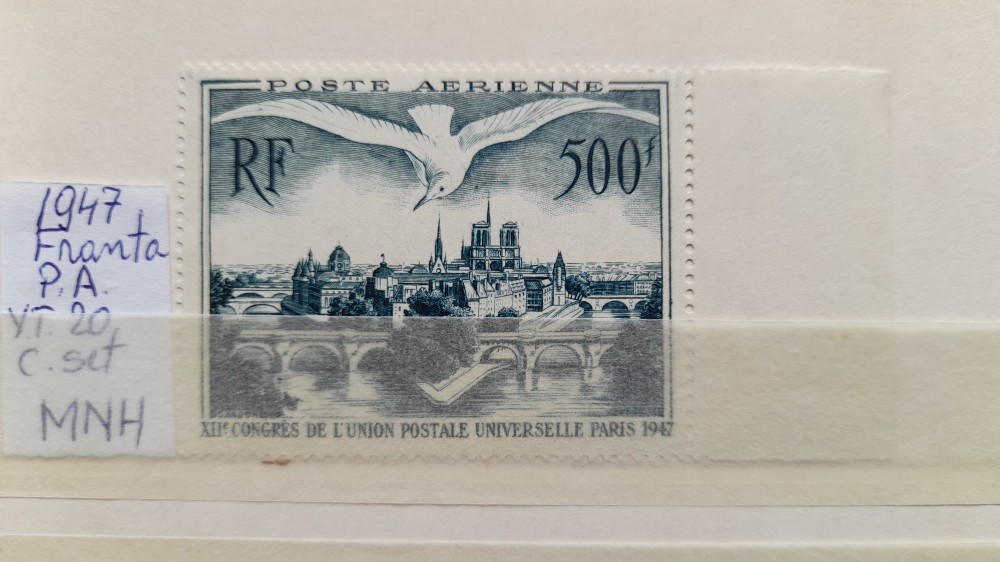 POSTE AERIENNE
RF 500f
XIIe CONGRÈS DE L'UNION POSTALE UNIVERSELLE PARIS 1947
1947
Franta
P.A.
YT. 20,
C. set
MNH